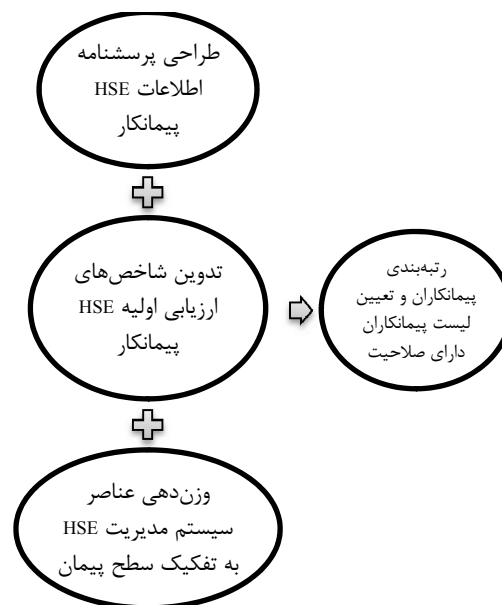 طراحی پرسشنامه
اطلاعات HSE
پیمانکار
تدوین شاخص‌های
ارزیابی اولیه HSE
پیمانکار
رتبه‌بندی
پیمانکاران و تعیین
لیست پیمانکاران
دارای صلاحیت
وزن‌دهی عناصر
سیستم مدیریت HSE
به تفکیک سطح پیمان